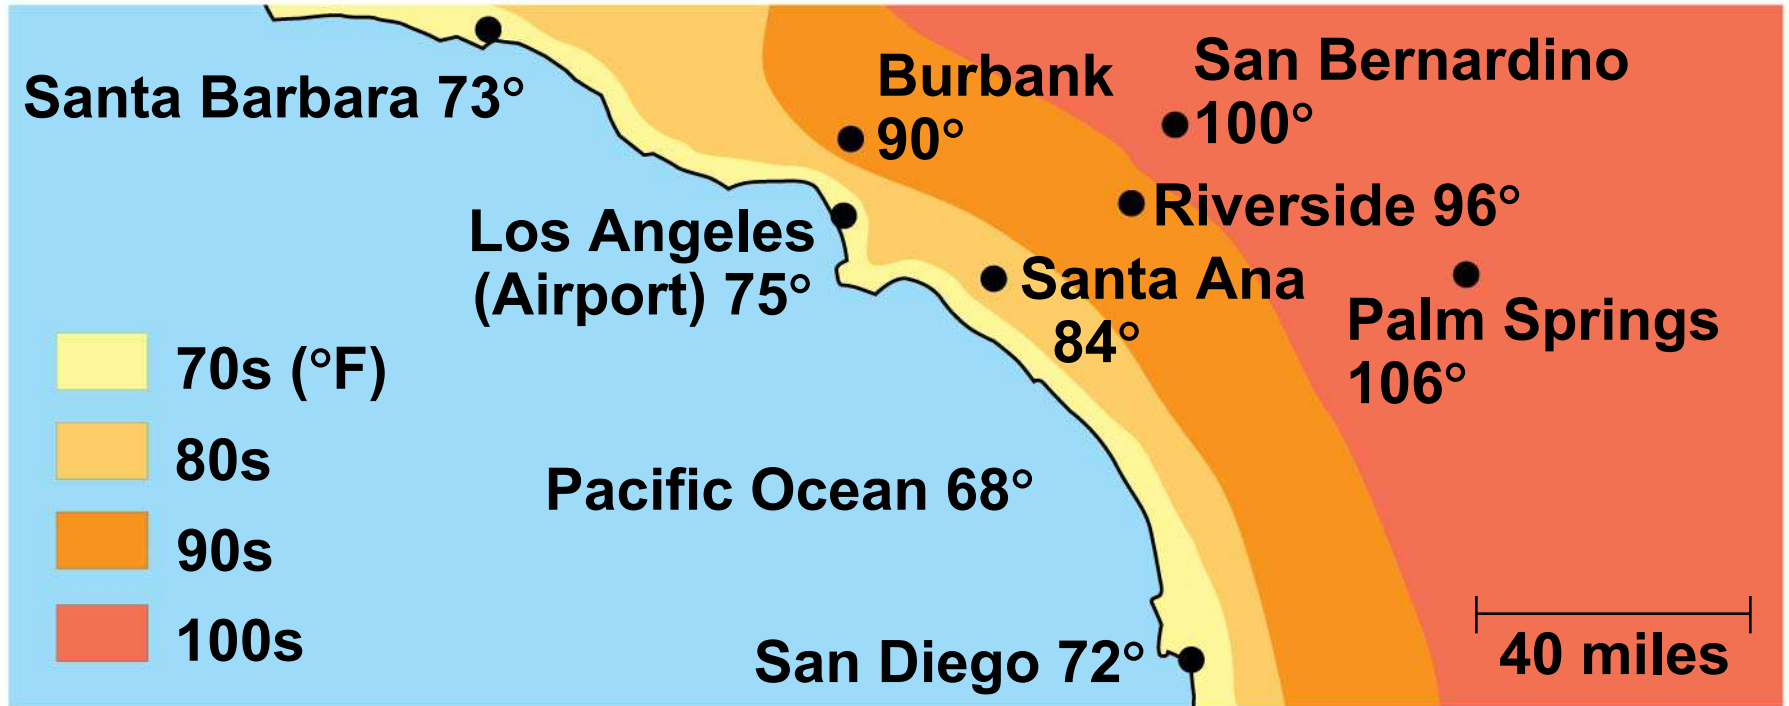 Santa Barbara 73°
Burbank
90°
San Bernardino
100°
Los Angeles
(Airport) 75°
Riverside 96°
Santa Ana
84°
Palm Springs
106°
70s (°F)
80s
90s
100s
Pacific Ocean 68°
San Diego 72°
40 miles